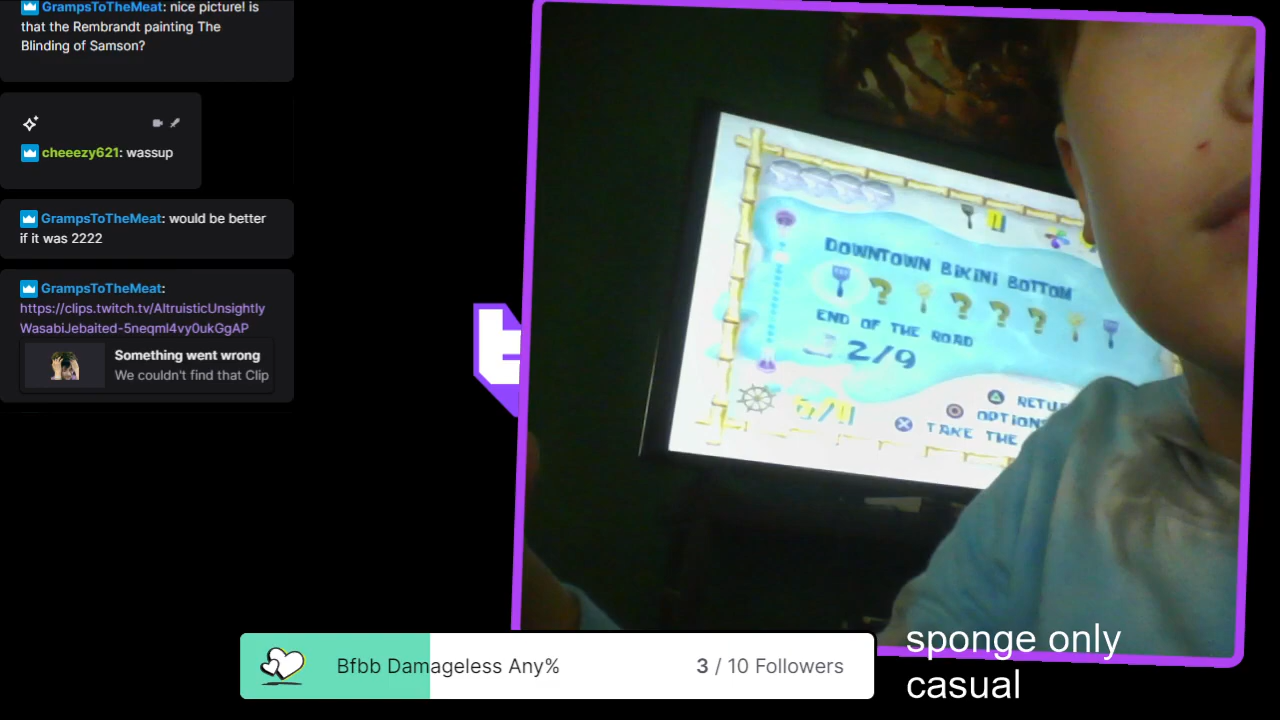 GrampsToTheMeat: nice picture! is
that the Rembrandt painting The
Blinding of Samson?
cheeezy621: wassup
GrampsToTheMeat: would be better
if it was 2222
GrampsToTheMeat:
https://clips.twitch.tv/AltruisticUnsightly
WasabiJebaited-5neqml4vy0ukGgAP
Something went wrong
We couldn't find that Clip
DOWNTOWN BIKINI BOTTOM
? ? ? ?
END OF THE ROAD
2/9
RETU
OPTION
TAKE THE
Bfbb Damageless Any%
3 / 10 Followers
sponge only
casual